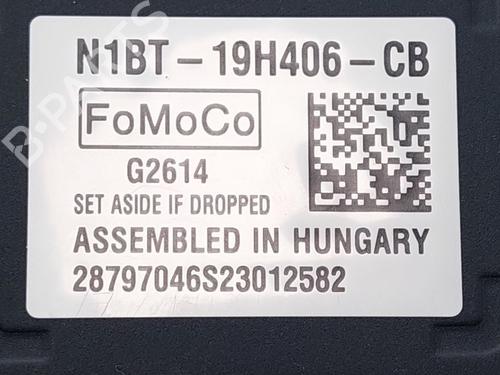 N1BT-19H406-CB
FoMoCo
G2614
SET ASIDE IF DROPPED
ASSEMBLED IN HUNGARY
28797046S23012582
B-PARTS